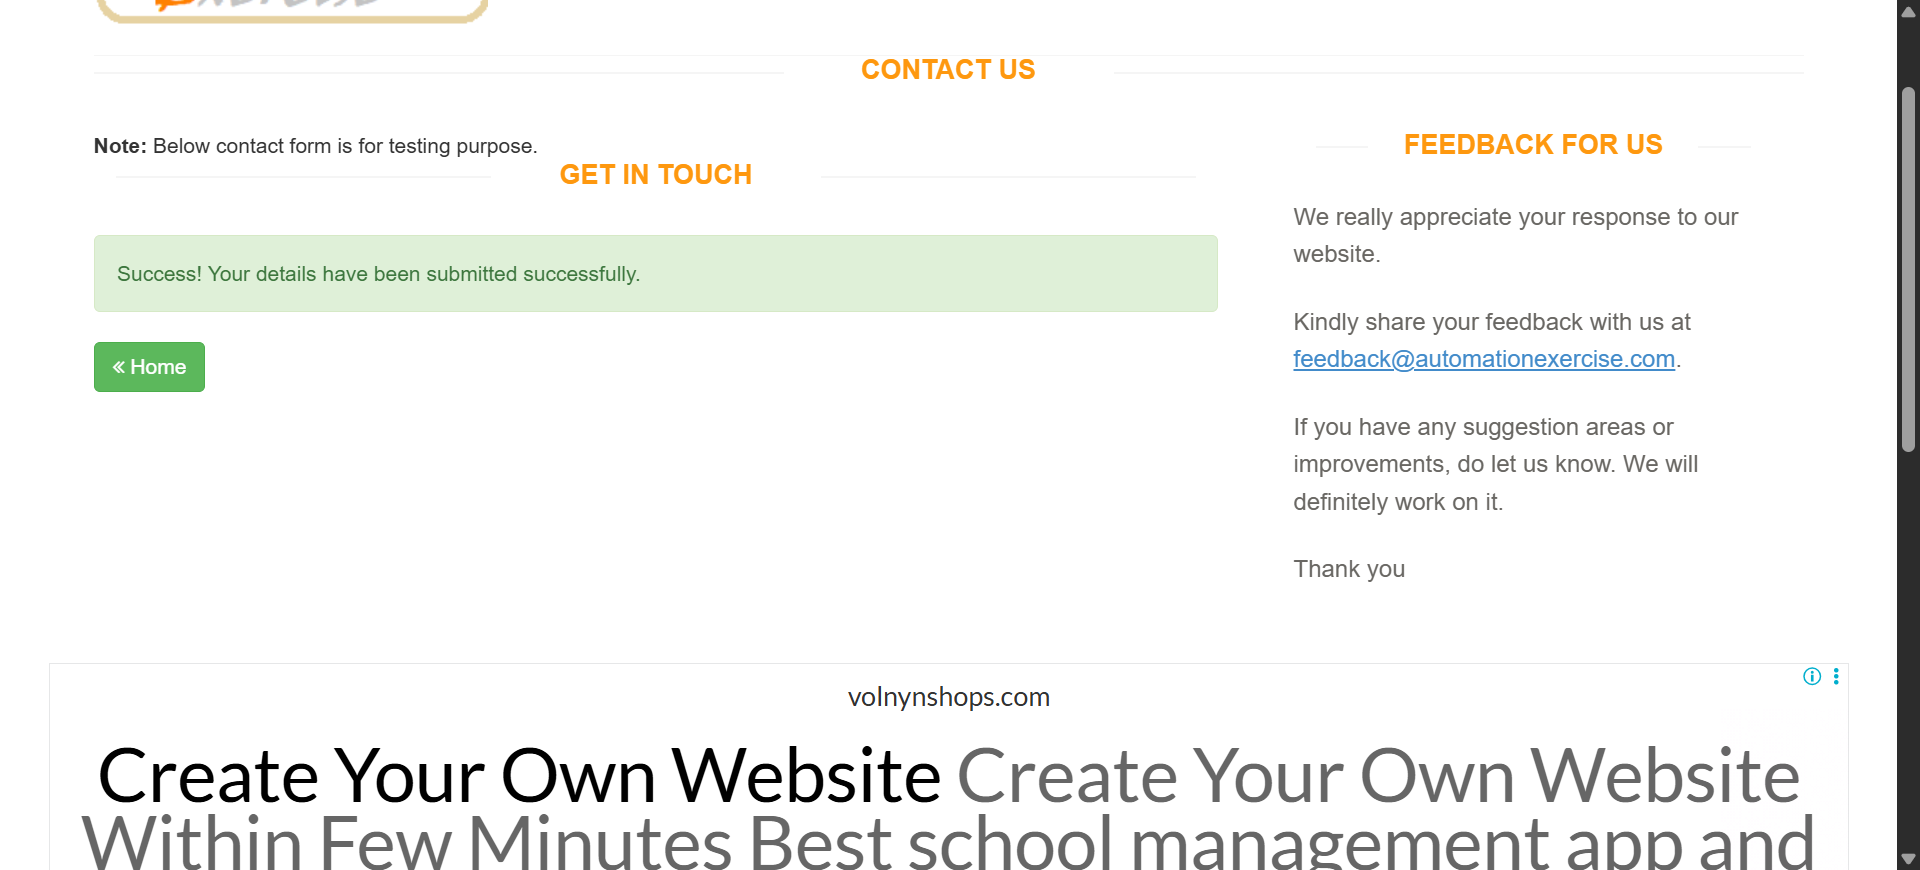 CONTACT US
Note: Below contact form is for testing purpose.
GET IN TOUCH
Success! Your details have been submitted successfully.
« Home
FEEDBACK FOR US
We really appreciate your response to our
website.
Kindly share your feedback with us at
feedback@automationexercise.com.
If you have any suggestion areas or
improvements, do let us know. We will
definitely work on it.
Thank you
volnynshops.com
Create Your Own Website Create Your Own Website
Within Few Minutes Best school management app and